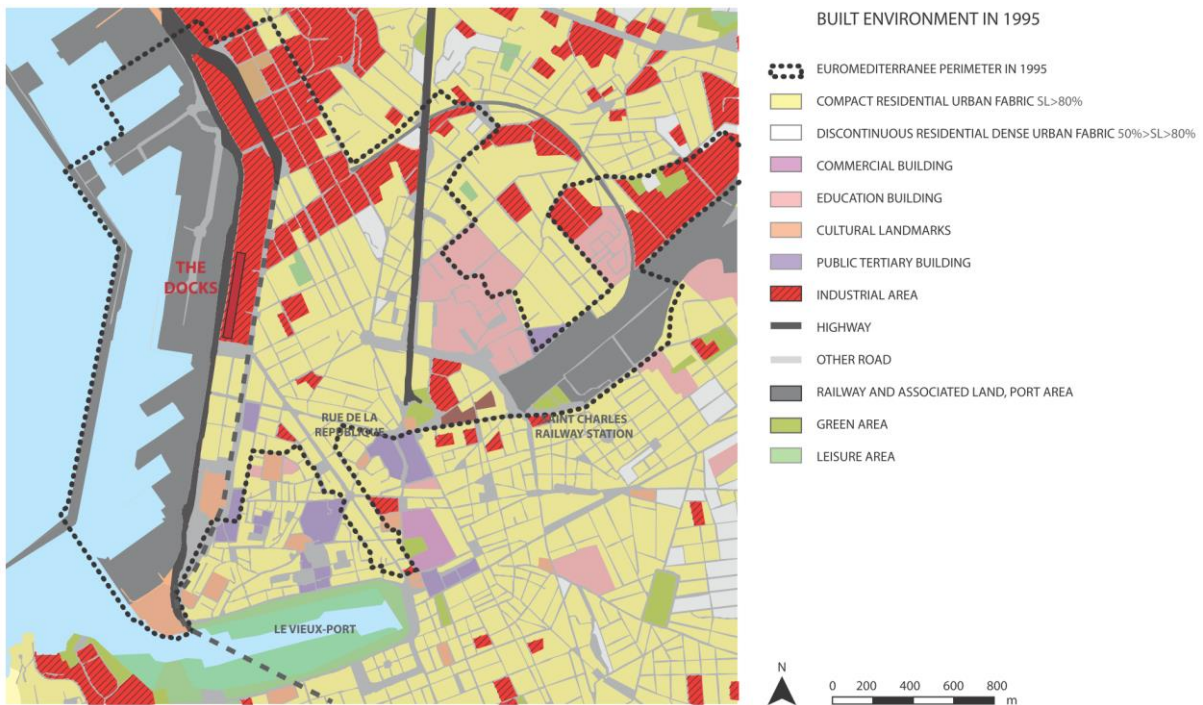 BUILT ENVIRONMENT IN 1995
EUROMEDITERRANEE PERIMETER IN 1995
COMPACT RESIDENTIAL URBAN FABRIC SL>80%
DISCONTINUOUS RESIDENTIAL DENSE URBAN FABRIC 50%>SL>80%
COMMERCIAL BUILDING
EDUCATION BUILDING
CULTURAL LANDMARKS
PUBLIC TERTIARY BUILDING
INDUSTRIAL AREA
HIGHWAY
OTHER ROAD
RAILWAY AND ASSOCIATED LAND, PORT AREA
GREEN AREA
LEISURE AREA
THE
DOCKS
RUE DE LA
REPUBLIQUE
SAINT CHARLES
RAILWAY STATION
LE VIEUX-PORT
N
0 200 400 600 800
m